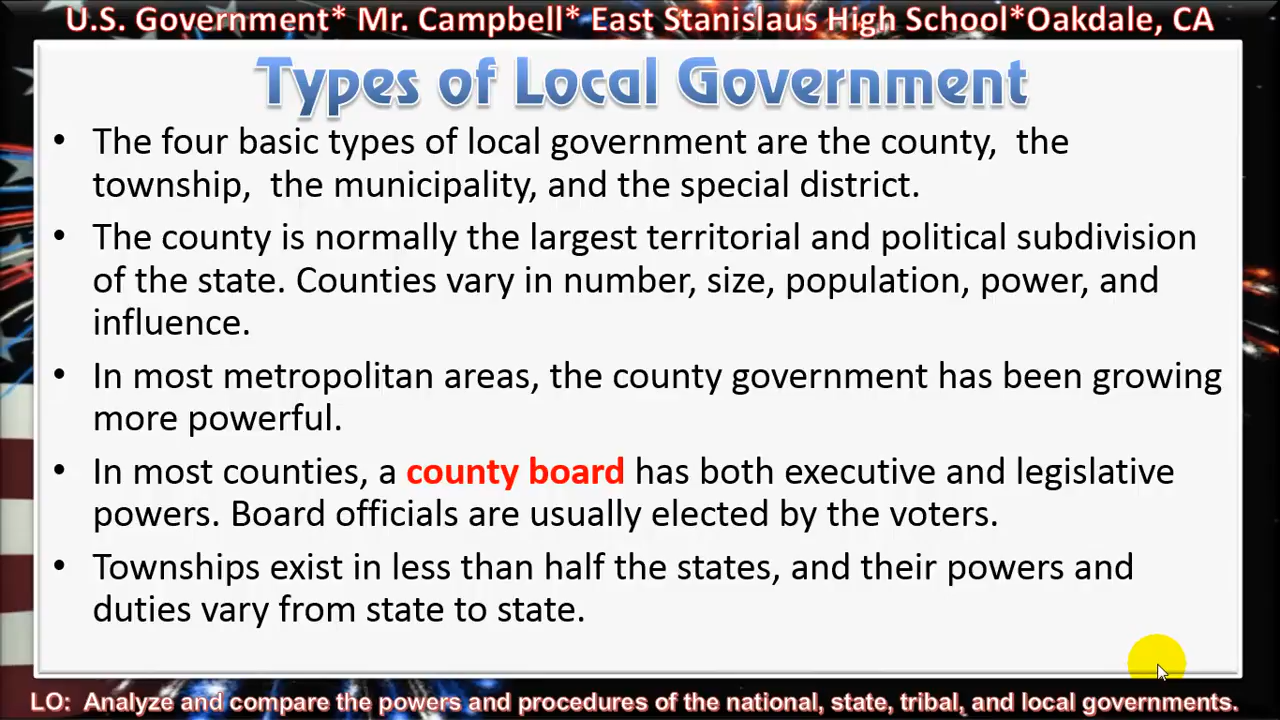 U.S. Government* Mr. Campbell* East Stanislaus High School*Oakdale, CA
Types of Local Government
• The four basic types of local government are the county,  the
township,  the municipality, and the special district.
• The county is normally the largest territorial and political subdivision
of the state. Counties vary in number, size, population, power, and
influence.
• In most metropolitan areas, the county government has been growing
more powerful.
• In most counties, a county board has both executive and legislative
powers. Board officials are usually elected by the voters.
• Townships exist in less than half the states, and their powers and
duties vary from state to state.
LO:  Analyze and compare the powers and procedures of the national, state, tribal, and local governments.